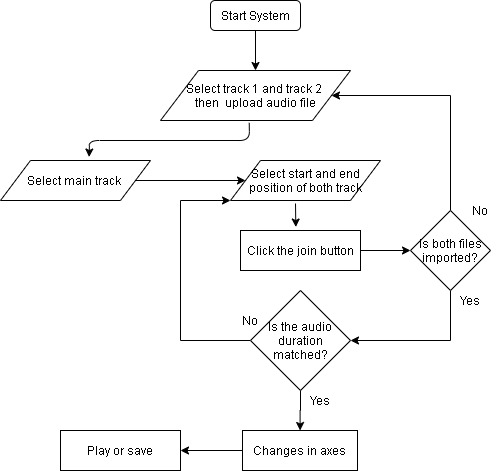 Start System
Select track 1 and track 2
then upload audio file
Select main track
Select start and end
position of both track
No
Click the join button
Is both files
imported?
Yes
No
Is the audio
duration
matched?
Yes
Play or save
Changes in axes